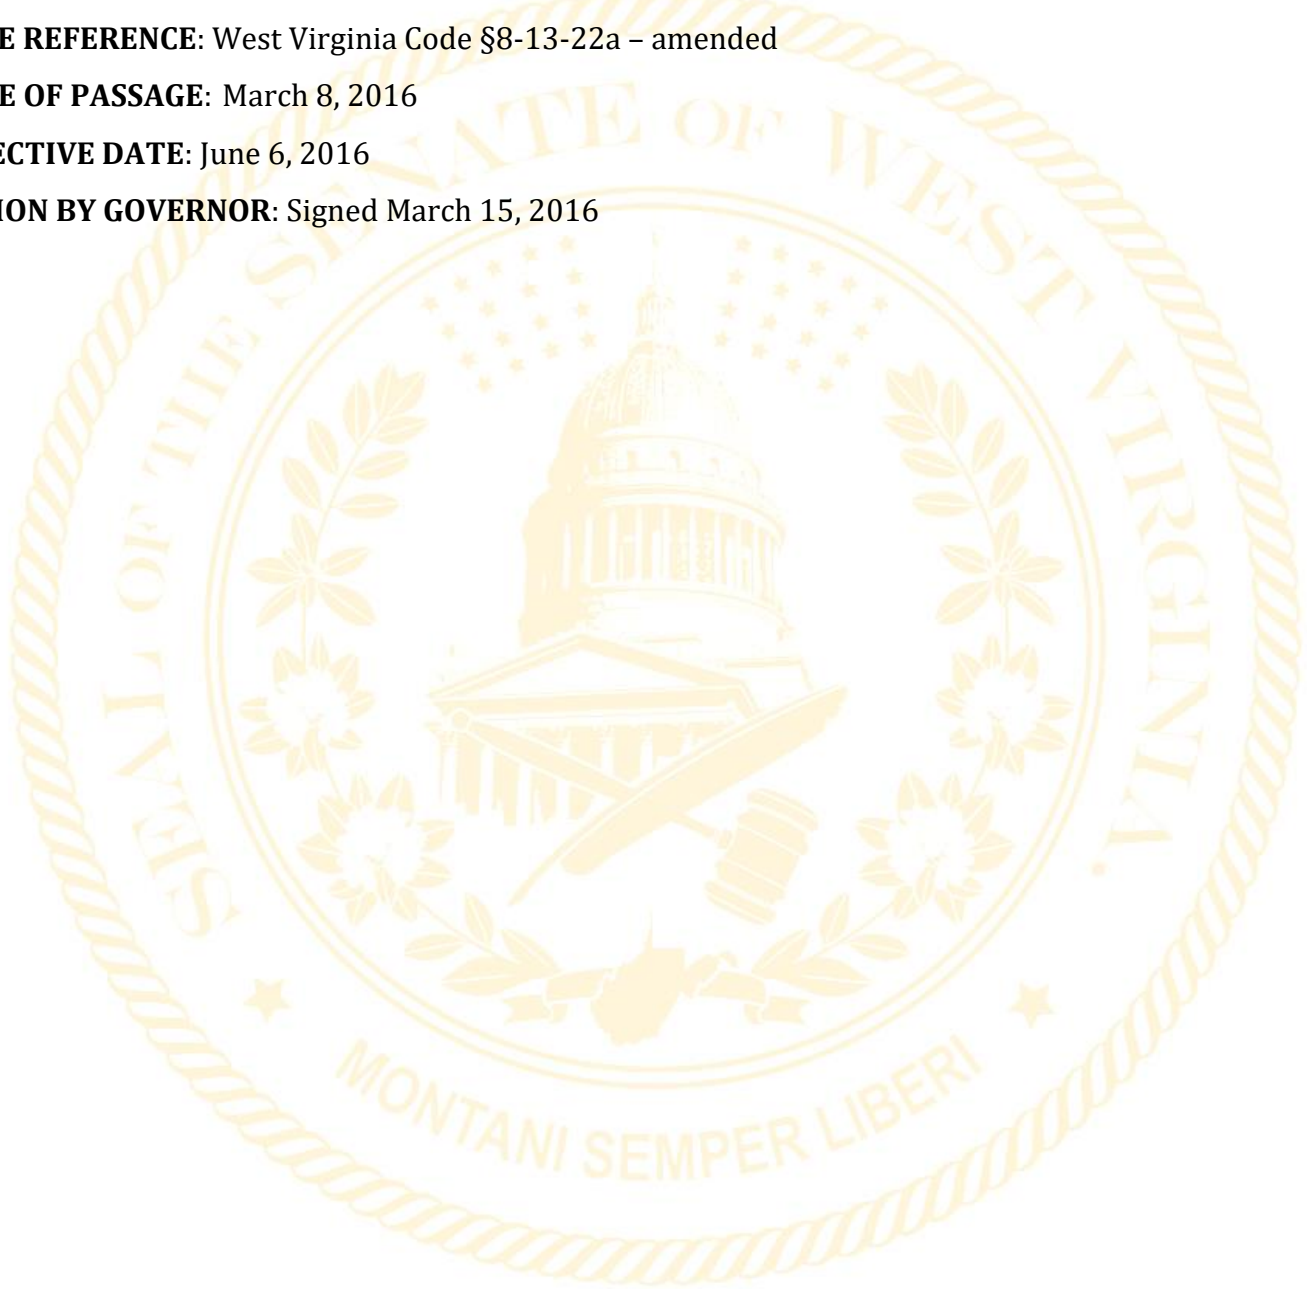 E REFERENCE: West Virginia Code §8-13-22a – amended
E OF PASSAGE: March 8, 2016
ECTIVE DATE: June 6, 2016
ION BY GOVERNOR: Signed March 15, 2016
SEAL OF THE SENATE OF WEST VIRGINIA.
MONTANI SEMPER LIBERI